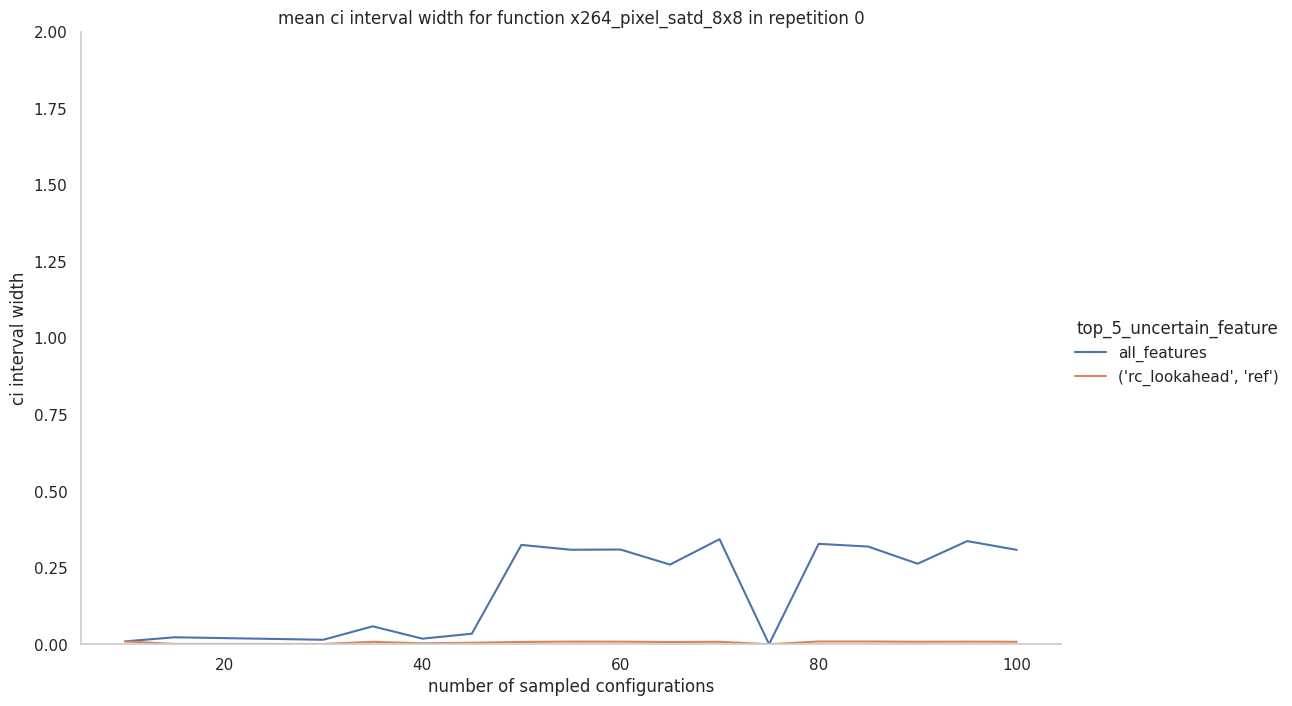 mean ci interval width for function x264_pixel_satd_8x8 in repetition 0
2.00
1.75
1.50
1.25
1.00
0.75
0.50
0.25
0.00
ci interval width
20
40
60
80
100
number of sampled configurations
top_5_uncertain_feature
all_features
('rc_lookahead', 'ref')